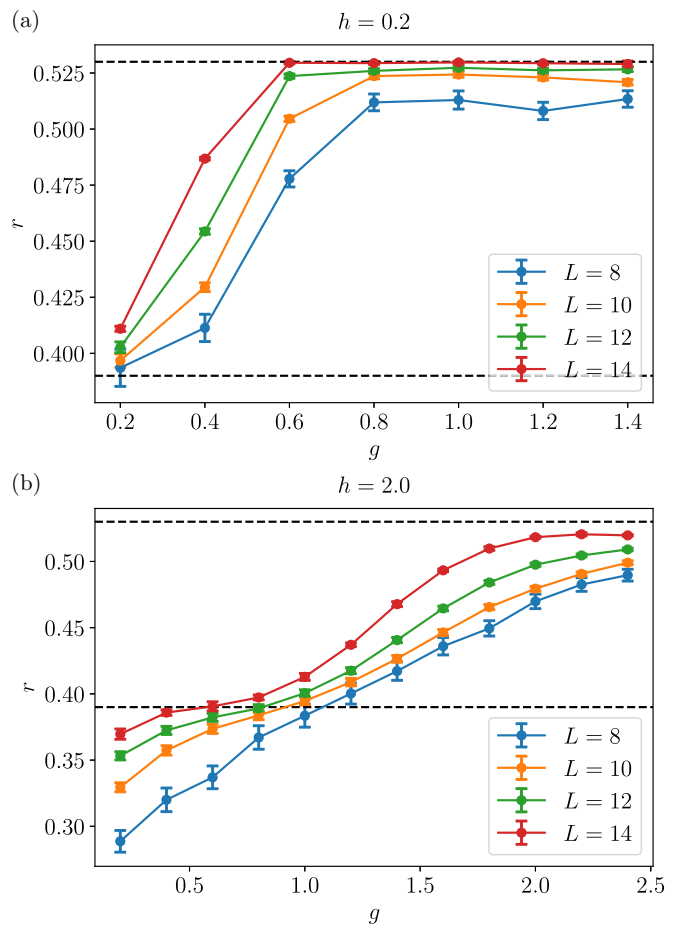 (a)
h = 0.2
0.525
0.500
0.475
0.450
0.425
0.400
r
L = 8
L = 10
L = 12
L = 14
0.2 0.4 0.6 0.8 1.0 1.2 1.4
g
(b)
h = 2.0
0.50
0.45
0.40
0.35
0.30
r
L = 8
L = 10
L = 12
L = 14
0.5 1.0 1.5 2.0 2.5
g